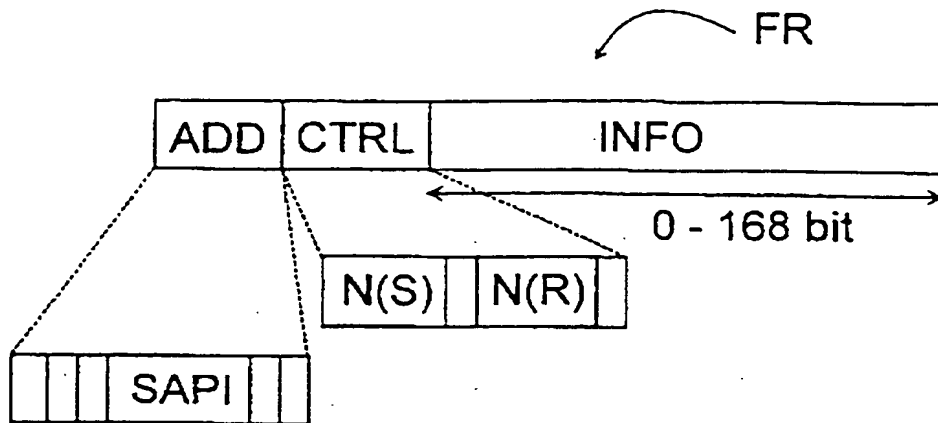 FR
ADD CTRL INFO
0 - 168 bit
N(S) N(R)
SAPI